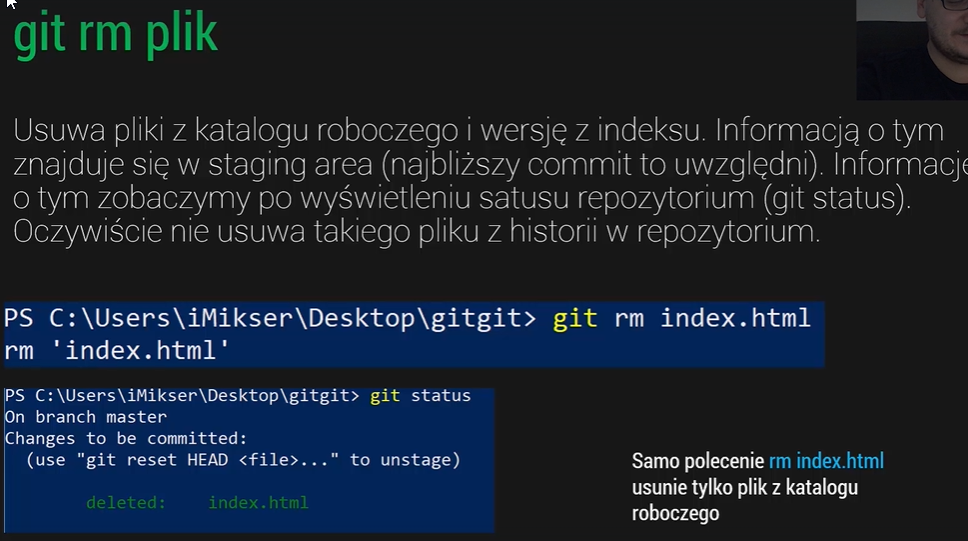 git rm plik
Usuwa pliki z katalogu roboczego i wersję z indeksu. Informacją o tym
znajduje się w staging area (najbliższy commit to uwzględni). Informacje
o tym zobaczymy po wyświetleniu satusu repozytorium (git status).
Oczywiście nie usuwa takiego pliku z historii w repozytorium.
PS C:\Users\iMikser\Desktop\gitgit> git rm index.html
rm 'index.html'
PS C:\Users\iMikser\Desktop\gitgit> git status
On branch master
Changes to be committed:
  (use "git reset HEAD <file>..." to unstage)
        deleted:    index.html
Samo polecenie rm index.html
usunie tylko plik z katalogu
roboczego